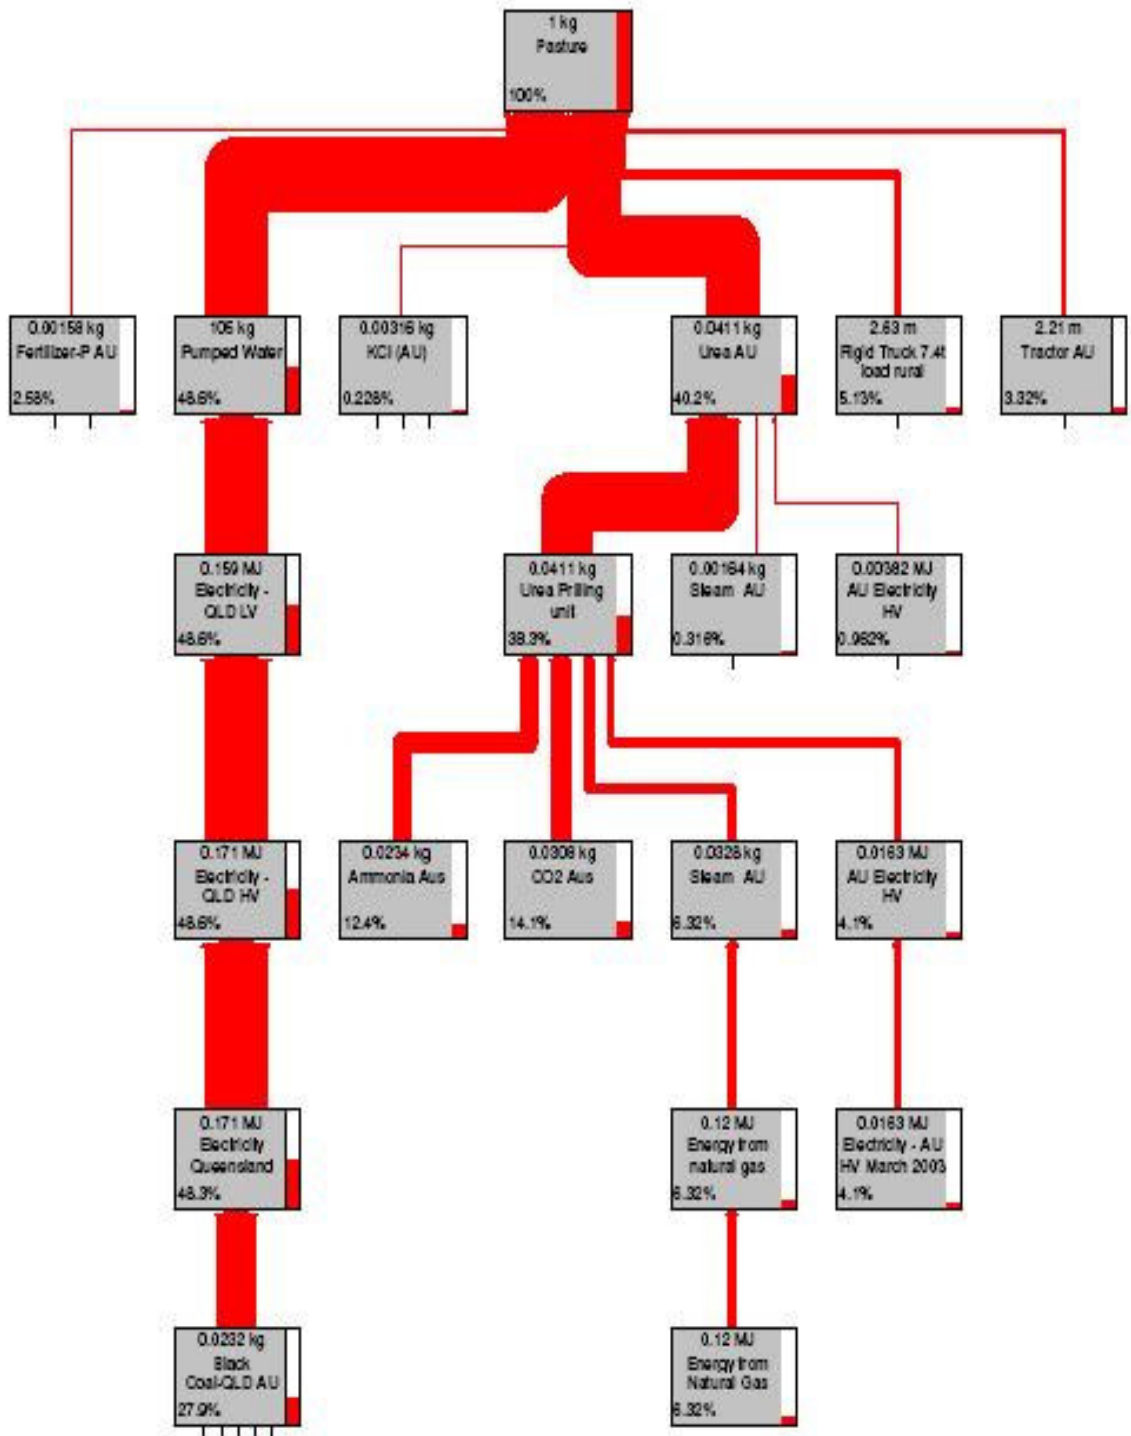 1 kg
Pasture
100%
0.00158 kg
Fertilizer-P AU
2.58%
105 kg
Pumped Water
48.6%
0.00316 kg
KCl (AU)
0.228%
0.0411 kg
Urea AU
40.2%
2.63 m
Rigid Truck 7.4t
load rural
5.13%
2.21 m
Tractor AU
3.32%
0.159 MJ
Electricity -
QLD LV
48.6%
0.0411 kg
Urea Prilling
unit
38.3%
0.00164 kg
Steam AU
0.316%
0.00382 MJ
AU Electricity
HV
0.962%
0.171 MJ
Electricity -
QLD HV
48.6%
0.0234 kg
Ammonia Aus
12.4%
0.0308 kg
CO2 Aus
14.1%
0.0328 kg
Steam AU
6.32%
0.0163 MJ
AU Electricity
HV
4.1%
0.171 MJ
Electricity
Queensland
48.3%
0.12 MJ
Energy from
natural gas
6.32%
0.0163 MJ
Electricity - AU
HV March 2003
4.1%
0.0232 kg
Black
Coal-QLD AU
27.9%
0.12 MJ
Energy from
Natural Gas
6.32%